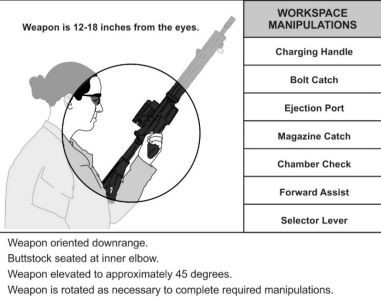 Weapon is 12-18 inches from the eyes.
WORKSPACE
MANIPULATIONS
Charging Handle
Bolt Catch
Ejection Port
Magazine Catch
Chamber Check
Forward Assist
Selector Lever
Weapon oriented downrange.
Buttstock seated at inner elbow.
Weapon elevated to approximately 45 degrees.
Weapon is rotated as necessary to complete required manipulations.